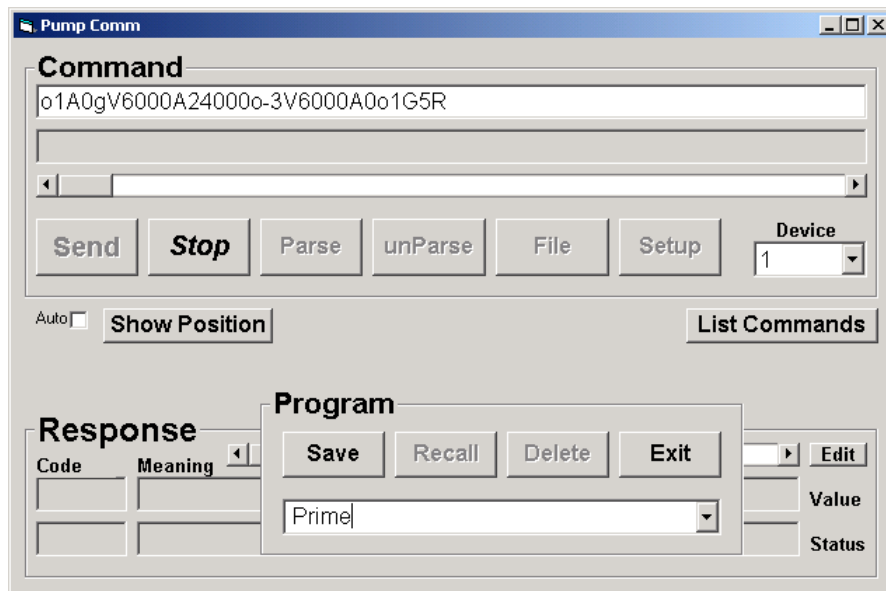 Pump Comm
Command
o1A0gV6000A24000o-3V6000A0o1G5R
Send Stop Parse unParse File Setup
Device
1
Auto Show Position List Commands
Program
Response
Save Recall Delete Exit
Edit
Code Meaning
Value
Prime
Status